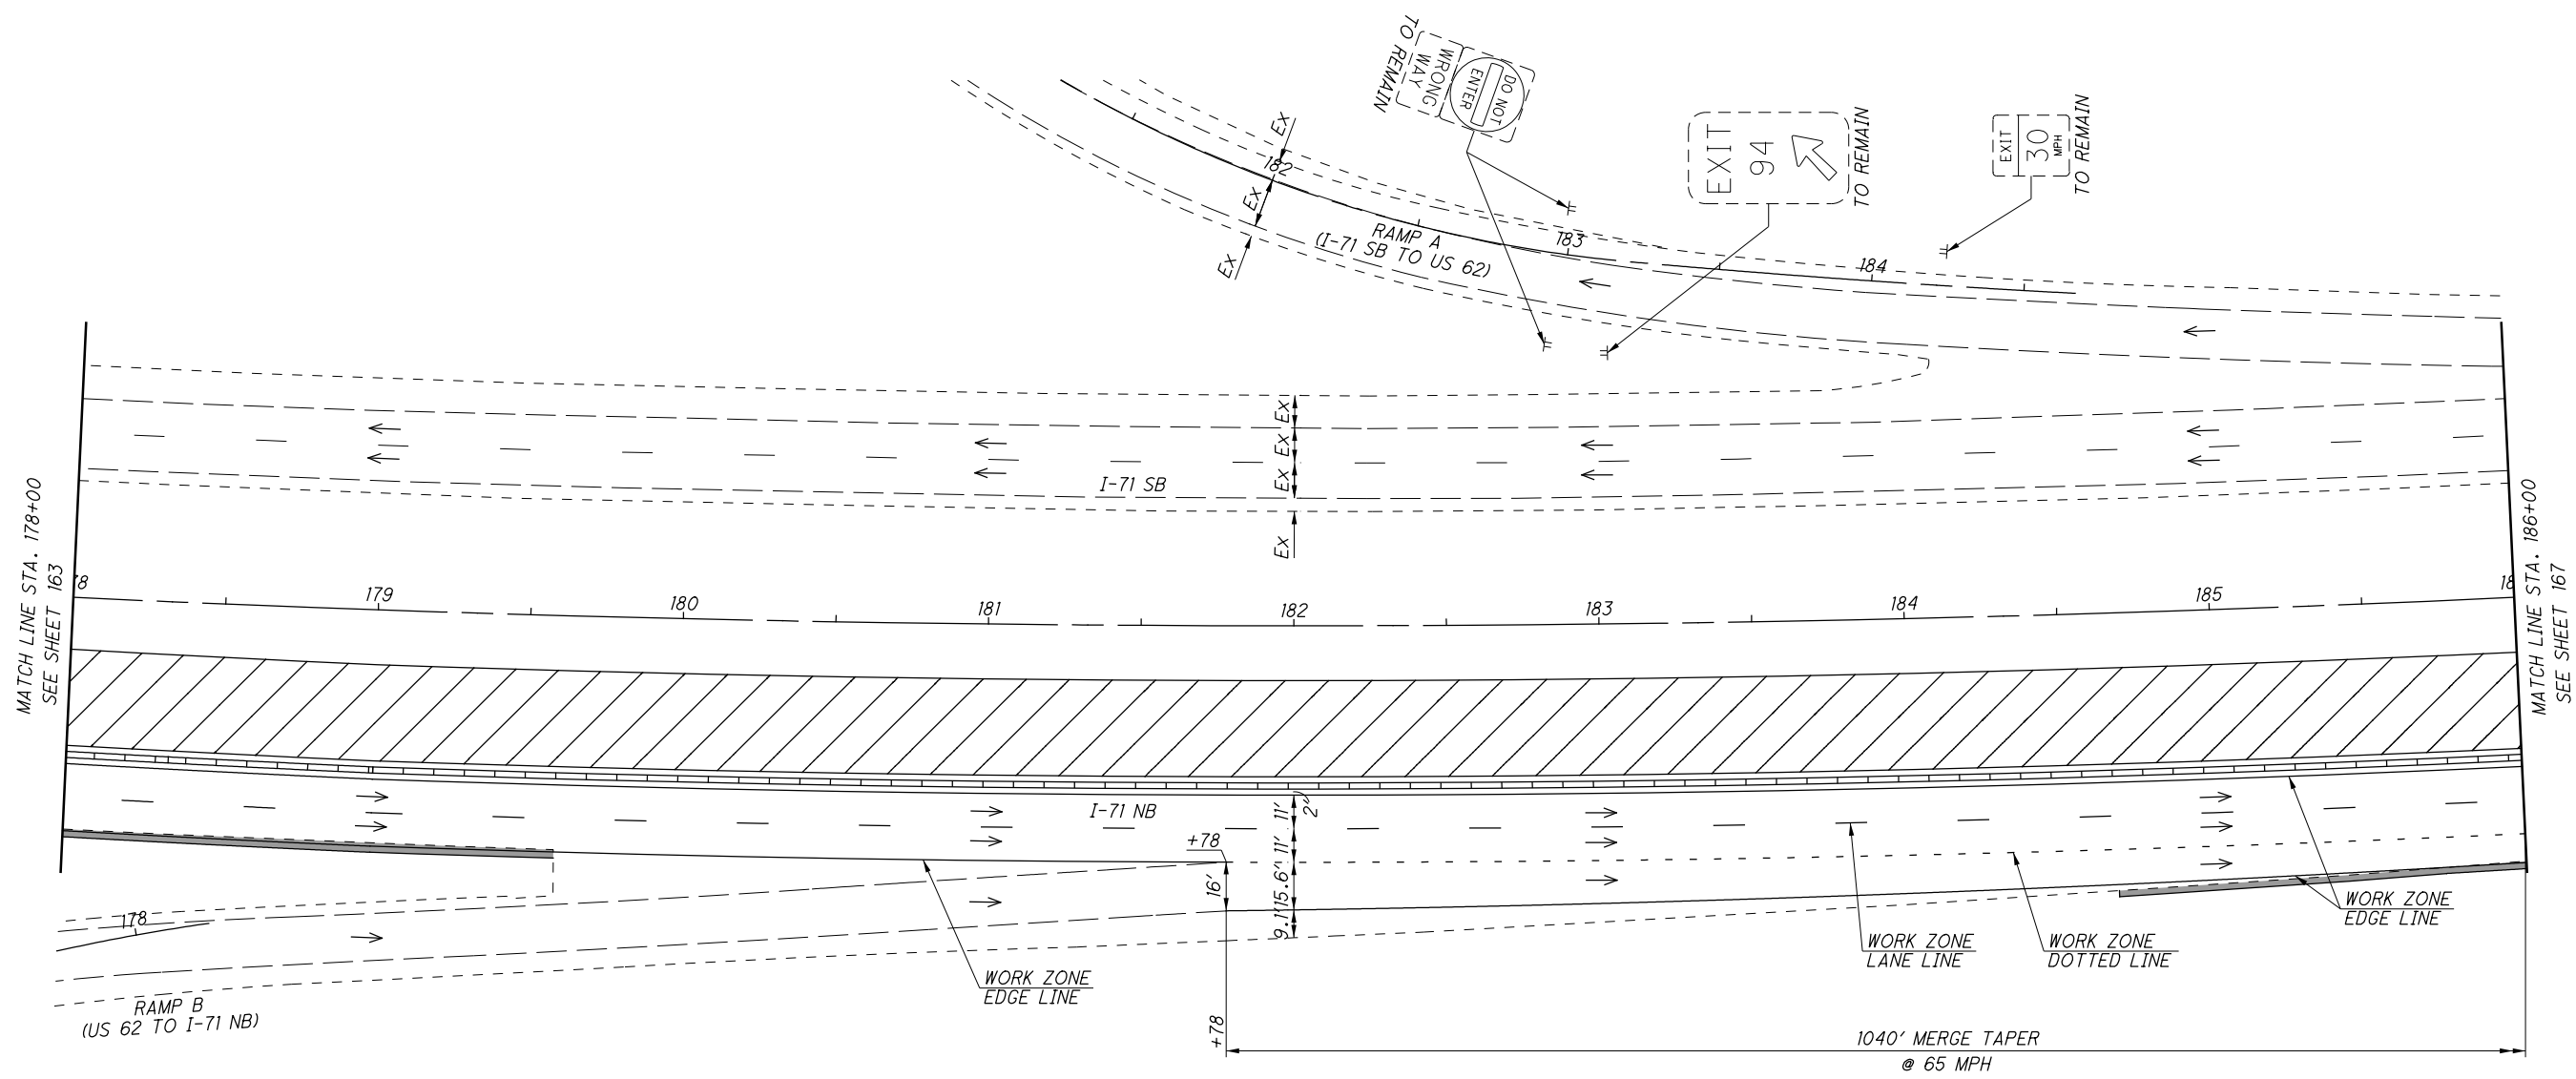 DO NOT
ENTER
WRONG
WAY
TO REMAIN
EXIT
94
TO REMAIN
EXIT
30
MPH
TO REMAIN
Ex
182
Ex
Ex
RAMP A
(I-71 SB TO US 62)
183
184
Ex
Ex
Ex
Ex
I-71 SB
MATCH LINE STA. 178+00
SEE SHEET 163
MATCH LINE STA. 186+00
SEE SHEET 167
78
179
180
181
182
183
184
185
18
I-71 NB
2'
11'
11'
15.6'
9.1'
+78
16'
+78
178
RAMP B
(US 62 TO I-71 NB)
WORK ZONE
EDGE LINE
WORK ZONE
LANE LINE
WORK ZONE
DOTTED LINE
WORK ZONE
EDGE LINE
1040' MERGE TAPER
@ 65 MPH